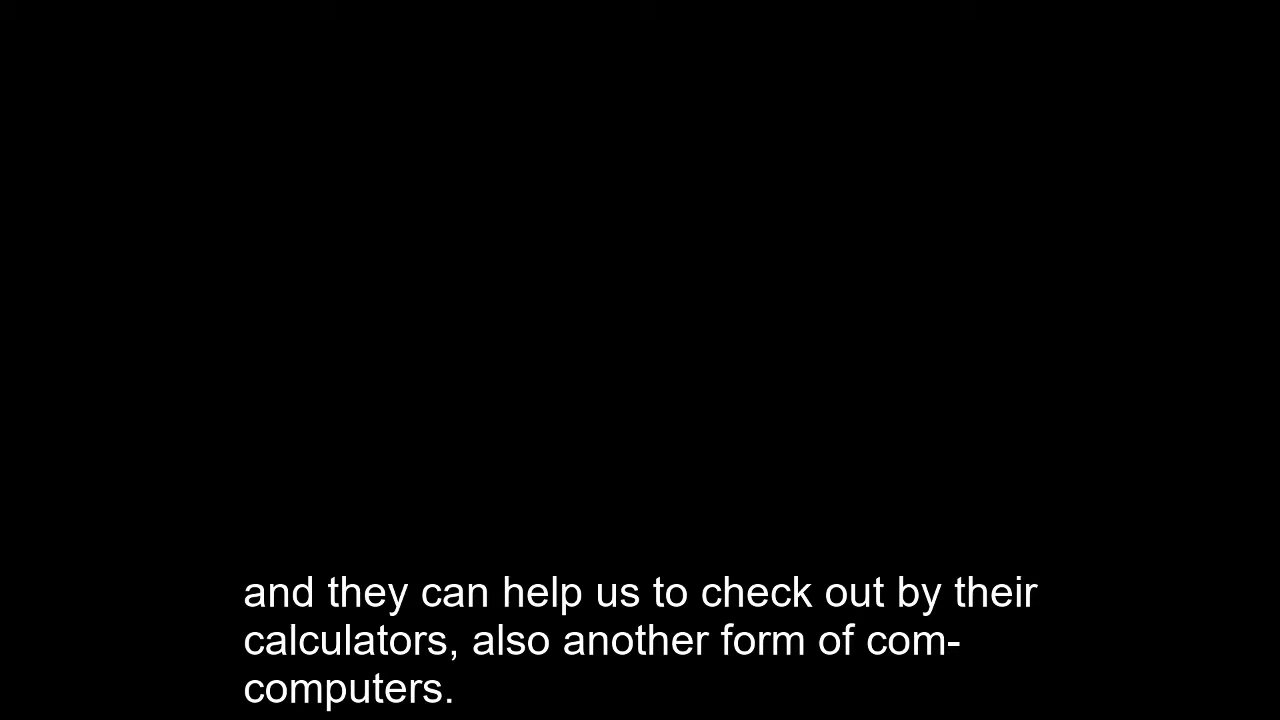 and they can help us to check out by their
calculators, also another form of com-
computers.